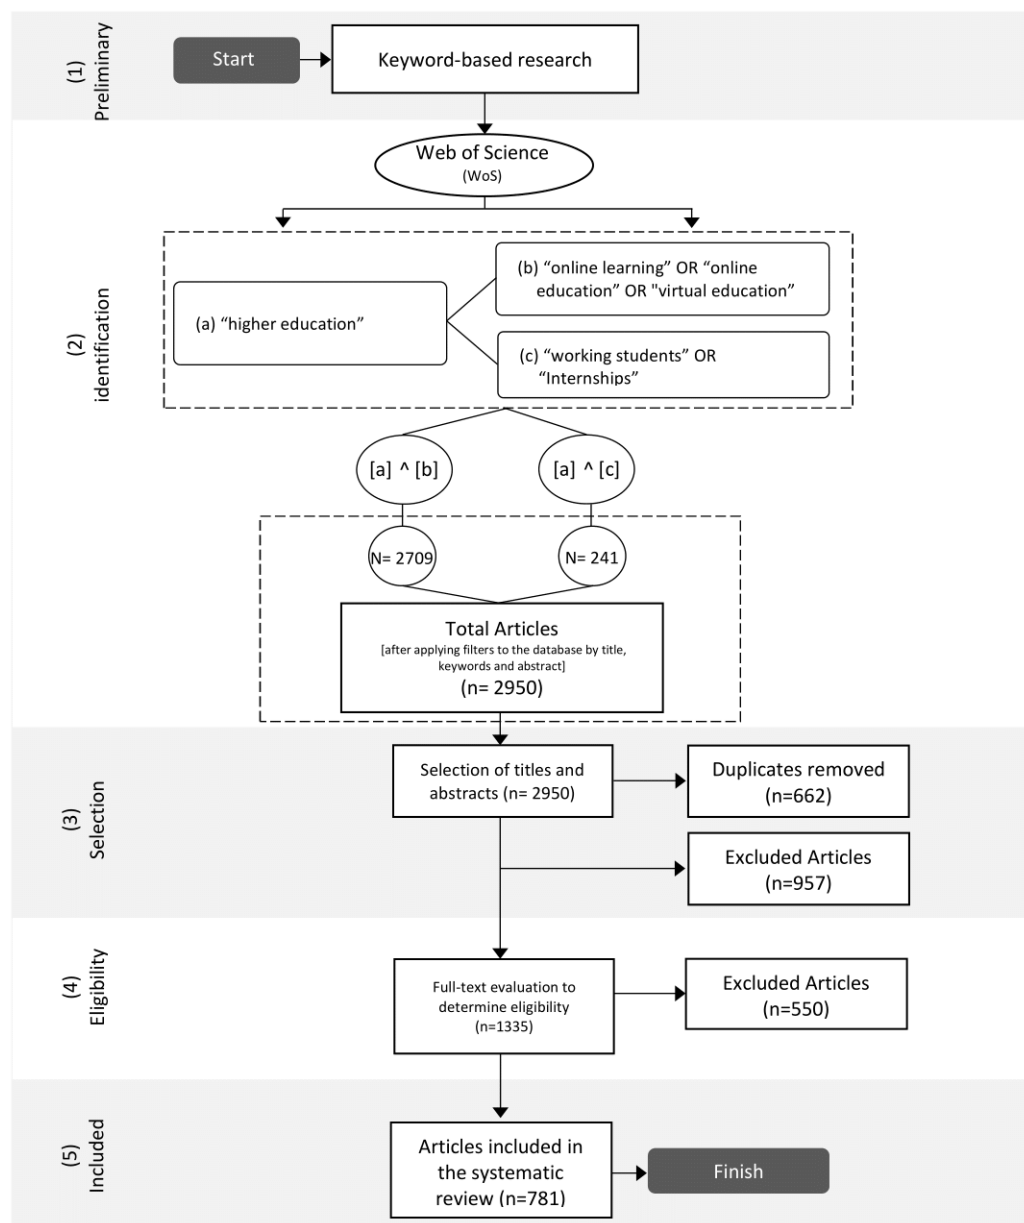 (1)
Preliminary
Start
Keyword-based research
Web of Science
(WoS)
(2)
identification
(a) “higher education”
(b) “online learning” OR “online
education” OR "virtual education”
(c) “working students” OR
“Internships”
[a] ^ [b]
[a] ^ [c]
N= 2709
N= 241
Total Articles
[after applying filters to the database by title,
keywords and abstract]
(n= 2950)
(3)
Selection
Selection of titles and
abstracts (n= 2950)
Duplicates removed
(n=662)
Excluded Articles
(n=957)
(4)
Eligibility
Full-text evaluation to
determine eligibility
(n=1335)
Excluded Articles
(n=550)
(5)
Included
Articles included in
the systematic
review (n=781)
Finish